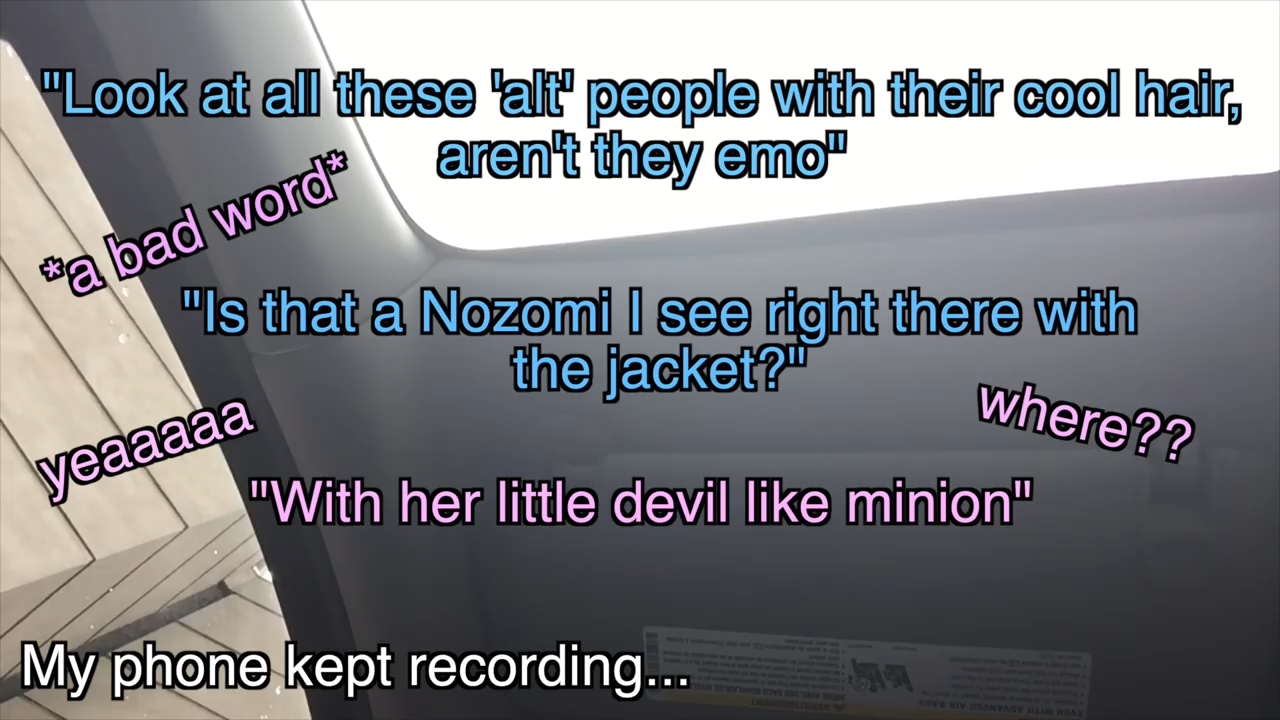 "Look at all these 'alt' people with their cool hair,
aren't they emo"
*a bad word*
"Is that a Nozomi I see right there with
the jacket?"
where??
yeaaaaa
"With her little devil like minion"
My phone kept recording...